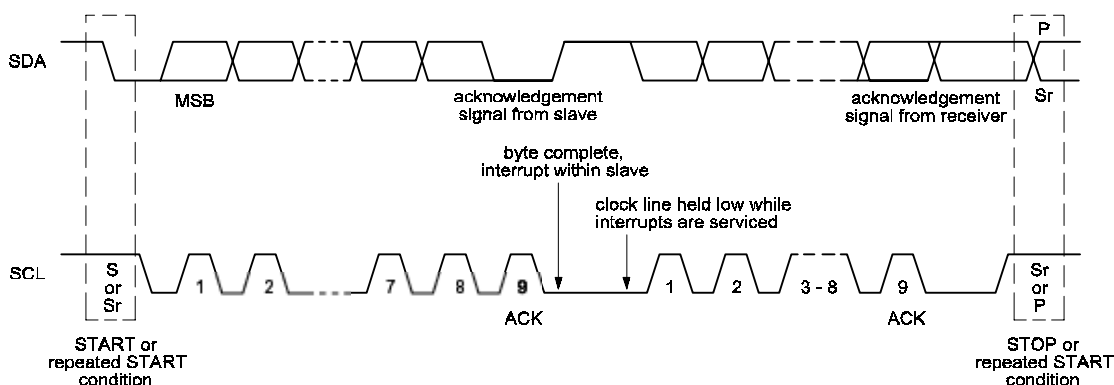 P
SDA
MSB
acknowledgement
signal from slave
acknowledgement
signal from receiver
Sr
byte complete,
interrupt within slave
clock line held low while
interrupts are serviced
SCL
S
or
Sr
1
2
7
8
9
1
2
3 - 8
9
Sr
or
P
ACK
ACK
START or
repeated START
condition
STOP or
repeated START
condition